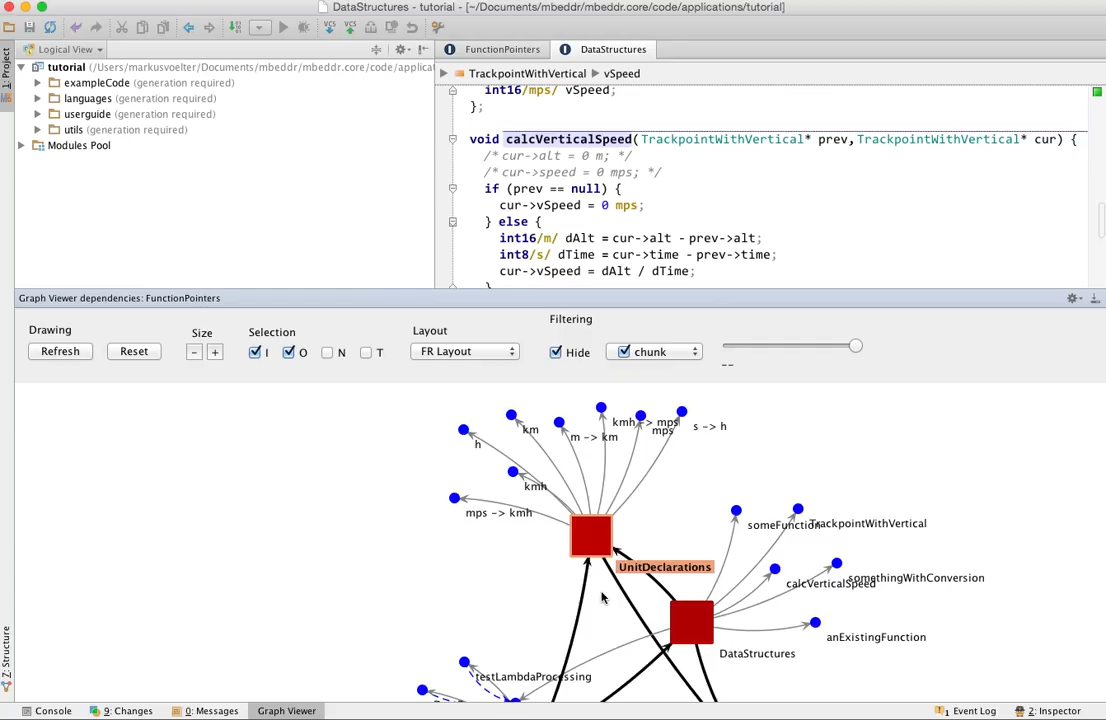 DataStructures - tutorial - [~/Documents/mbeddr.core/code/applications/tutorial]
1: Project
Logical View
tutorial (/Users/markusvoelter/Documents/mbeddr.core/code/applicat
exampleCode (generation required)
languages (generation required)
userguide (generation required)
utils (generation required)
Modules Pool
FunctionPointers
DataStructures
TrackpointWithVertical
vSpeed
int16/mps/ vSpeed;
};
void calcVerticalSpeed(TrackpointWithVertical* prev, TrackpointWithVertical* cur) {
/* cur->alt = 0 m; */
/* cur->speed = 0 mps; */
if (prev == null) {
cur->vSpeed = 0 mps;
} else {
int16/m/ dAlt = cur->alt - prev->alt;
int8/s/ dTime = cur->time - prev->time;
cur->vSpeed = dAlt / dTime;
}
Graph Viewer dependencies: FunctionPointers
Drawing
Refresh
Reset
Size
- +
Selection
I O N T
Layout
FR Layout
Filtering
Hide
chunk
--
h
km
m -> km
kmh -> mps
mps
s -> h
kmh
mps -> kmh
UnitDeclarations
someFunction
TrackpointWithVertical
calcVerticalSpeed
somethingWithConversion
anExistingFunction
DataStructures
testLambdaProcessing
Z: Structure
Console
9: Changes
0: Messages
Graph Viewer
1 Event Log
2: Inspector